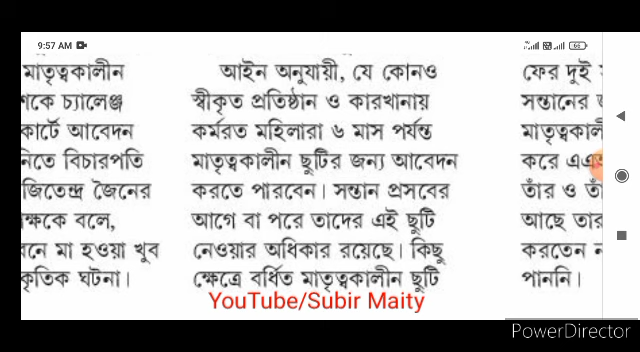 9:57 AM
66
মাতৃত্বকালীন
শকে চ্যালেঞ্জ
কার্টে আবেদন
নিতে বিচারপতি
জিতেন্দ্র জৈনের
ক্ষকে বলে,
বনে মা হওয়া খুব
কৃতিক ঘটনা।
আইন অনুযায়ী, যে কোনও
স্বীকৃত প্রতিষ্ঠান ও কারখানায়
কর্মরত মহিলারা ৬ মাস পর্যন্ত
মাতৃত্বকালীন ছুটির জন্য আবেদন
করতে পারবেন। সন্তান প্রসবের
আগে বা পরে তাদের এই ছুটি
নেওয়ার অধিকার রয়েছে। কিছু
ক্ষেত্রে বর্ধিত মাতৃত্বকালীন ছুটি
ফের দুই
সন্তানের
মাতৃত্বকাল
করে
তাঁর ও তাঁ
আছে তার
করতেন ন
পাননি।
YouTube/Subir Maity
PowerDirector